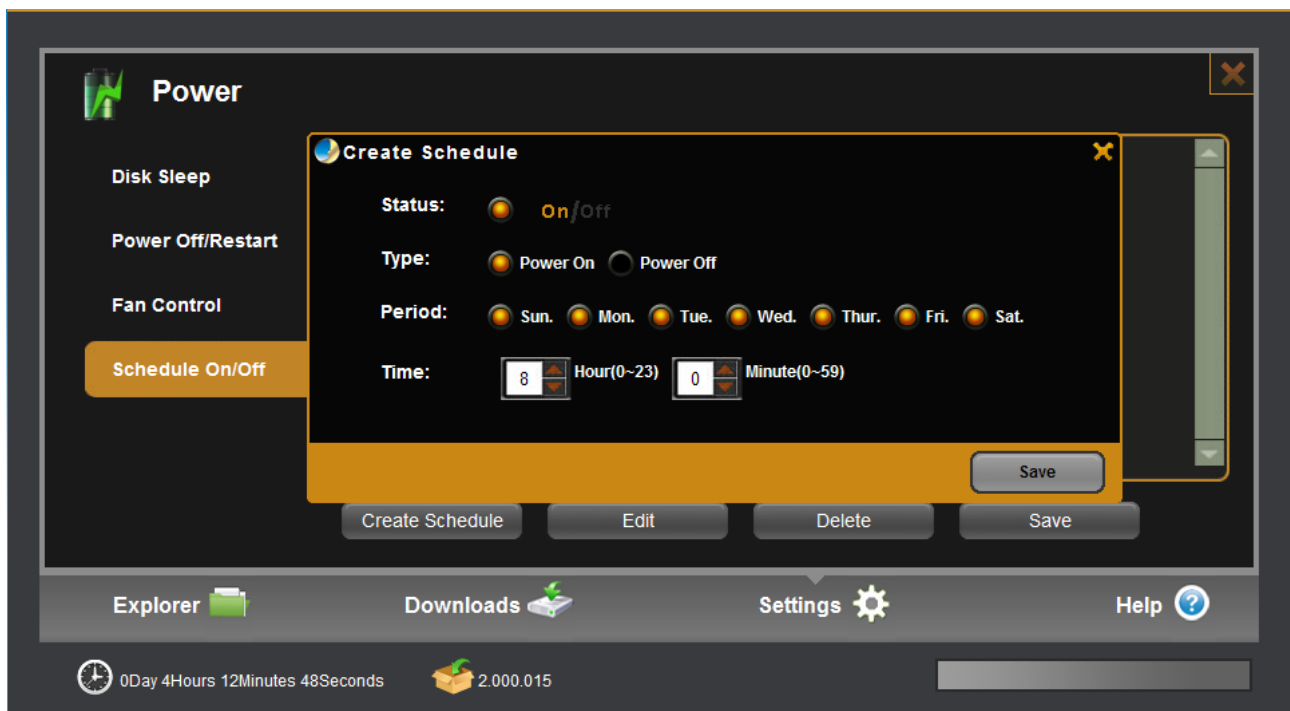 Power
Create Schedule
Disk Sleep
Status: On/Off
Power Off/Restart
Type: Power On Power Off
Fan Control
Period: Sun. Mon. Tue. Wed. Thur. Fri. Sat.
Schedule On/Off
Time: 8 Hour(0~23) 0 Minute(0~59)
Save
Create Schedule Edit Delete Save
Explorer Downloads Settings Help ?
0Day 4Hours 12Minutes 48Seconds 2.000.015